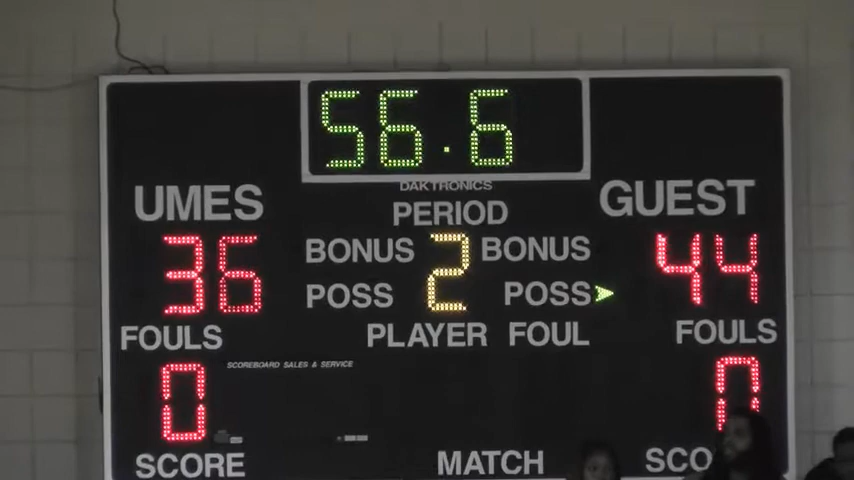 56.6
DAKTRONICS
UMES PERIOD GUEST
36 BONUS 2 BONUS 44
POSS POSS
FOULS PLAYER FOUL FOULS
SCOREBOARD SALES & SERVICE
0
SCORE MATCH